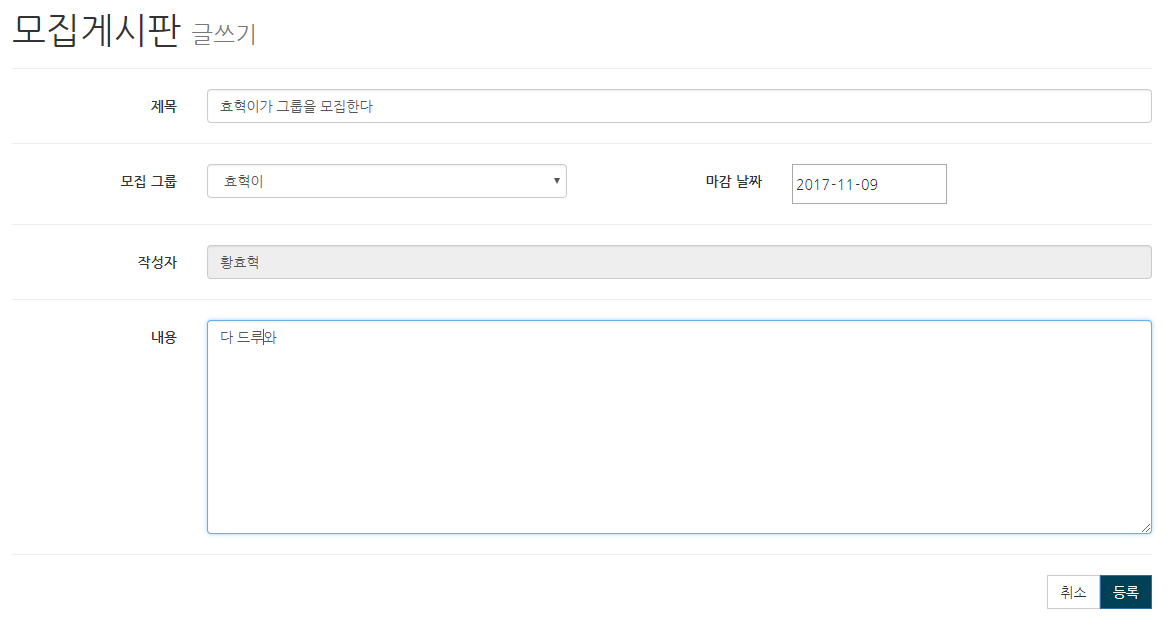 모집게시판 글쓰기
제목 효혁이가 그룹을 모집한다
모집 그룹 효혁이 마감 날짜 2017-11-09
작성자 황효혁
내용 다 드루와
취소 등록